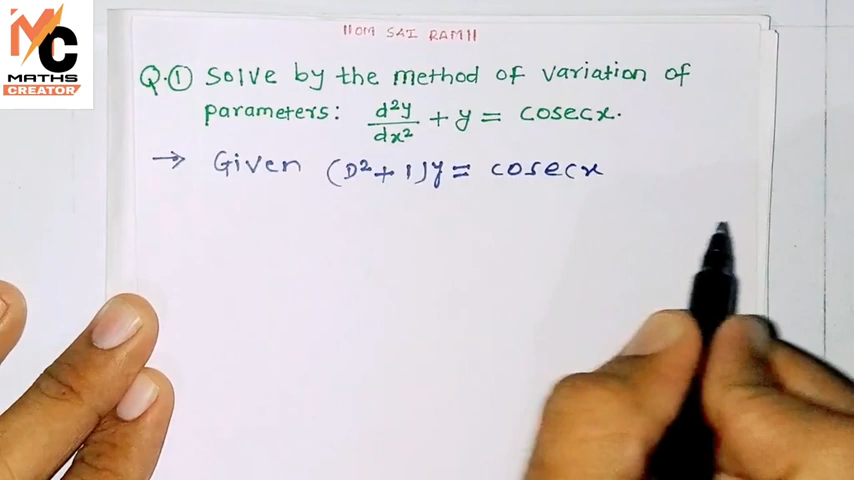 MC
MATHS
CREATOR
||OM SAI RAM||
Q.① Solve by the method of variation of
parameters: d²y/dx² + y = cosecx.
→ Given (D²+1)y = cosecx